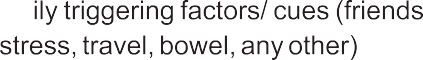 ily triggering factors/ cues (friends
stress, travel, bowel, any other)